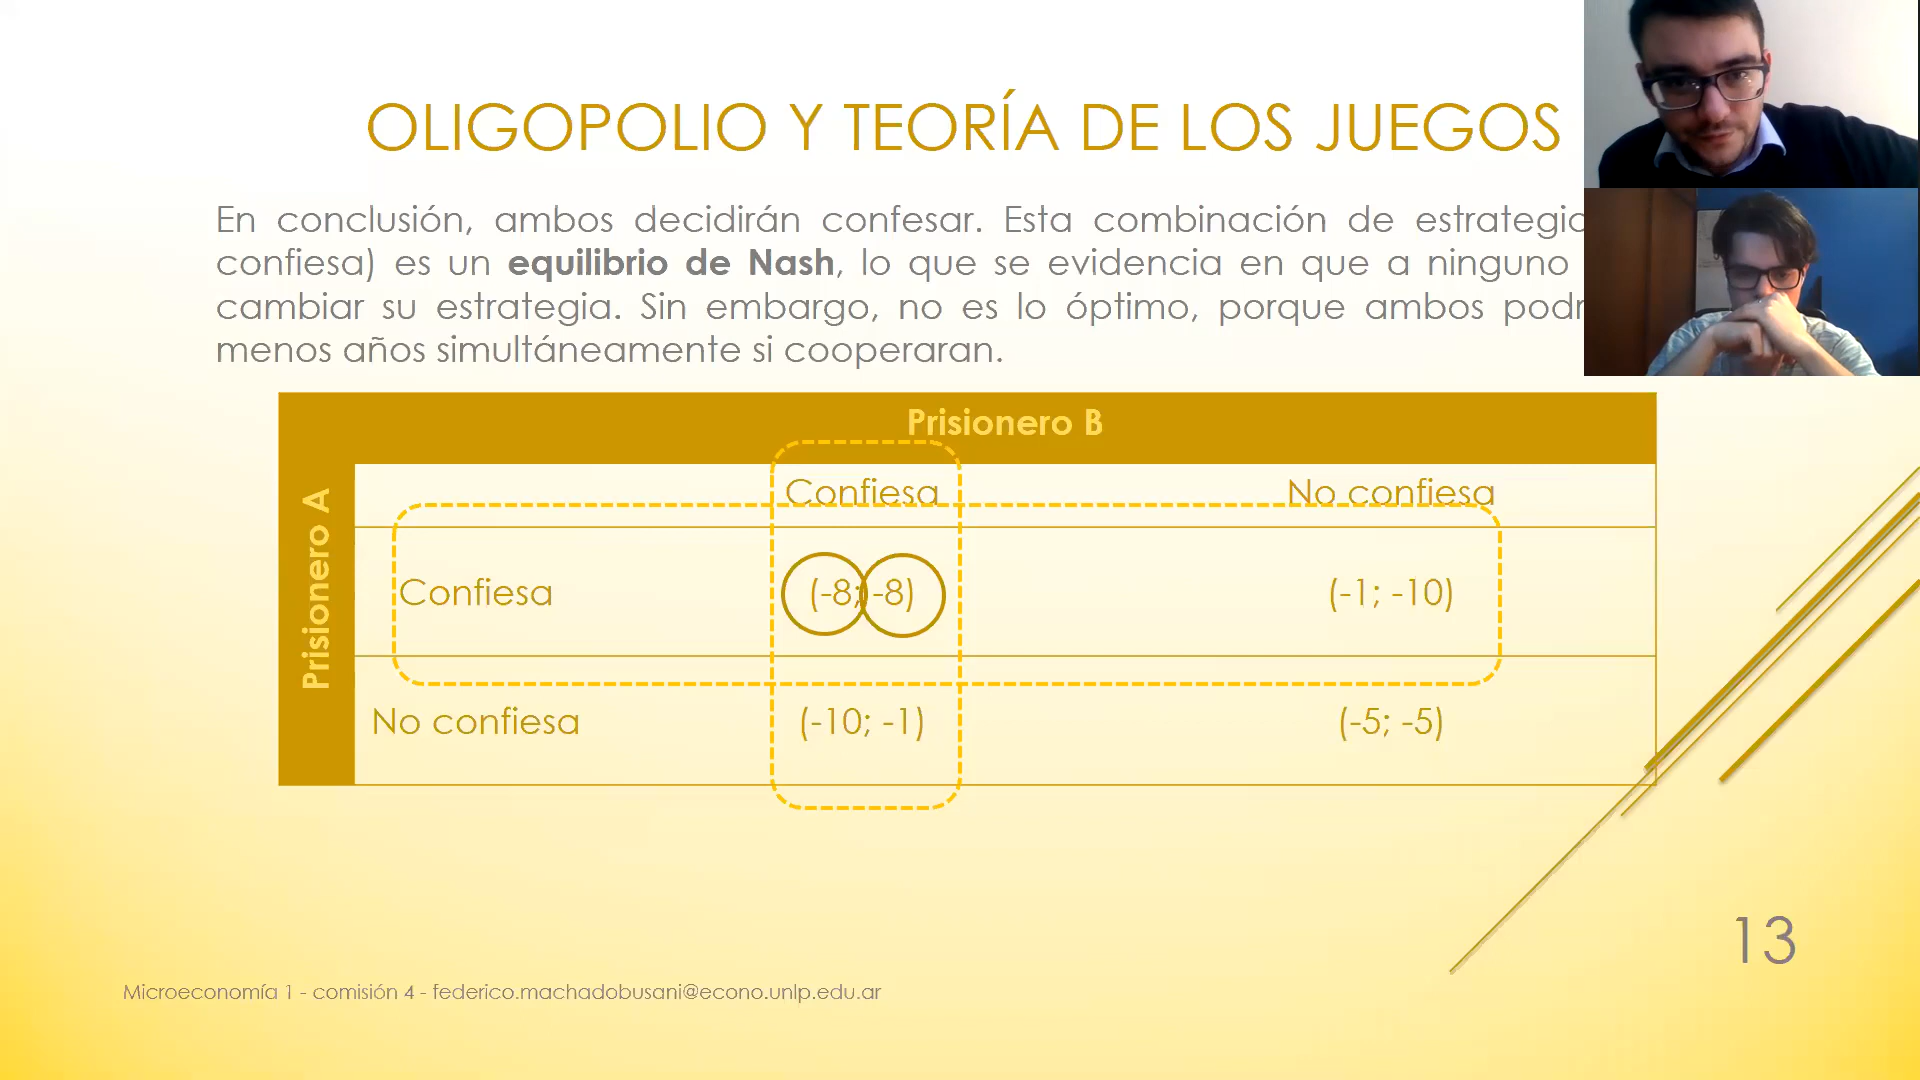 OLIGOPOLIO Y TEORÍA DE LOS JUEGOS
En conclusión, ambos decidirán confesar. Esta combinación de
confiesa) es un equilibrio de Nash, lo que se evidencia en que a ninguno
cambiar su estrategia. Sin embargo, no es lo óptimo, porque ambos
menos años simultáneamente si cooperaran.
Prisionero B
Prisionero A
Confiesa No confiesa
Confiesa (-8; -8) (-1; -10)
No confiesa (-10; -1) (-5; -5)
13
Microeconomía 1 - comisión 4 - federico.machadobusani@econo.unlp.edu.ar